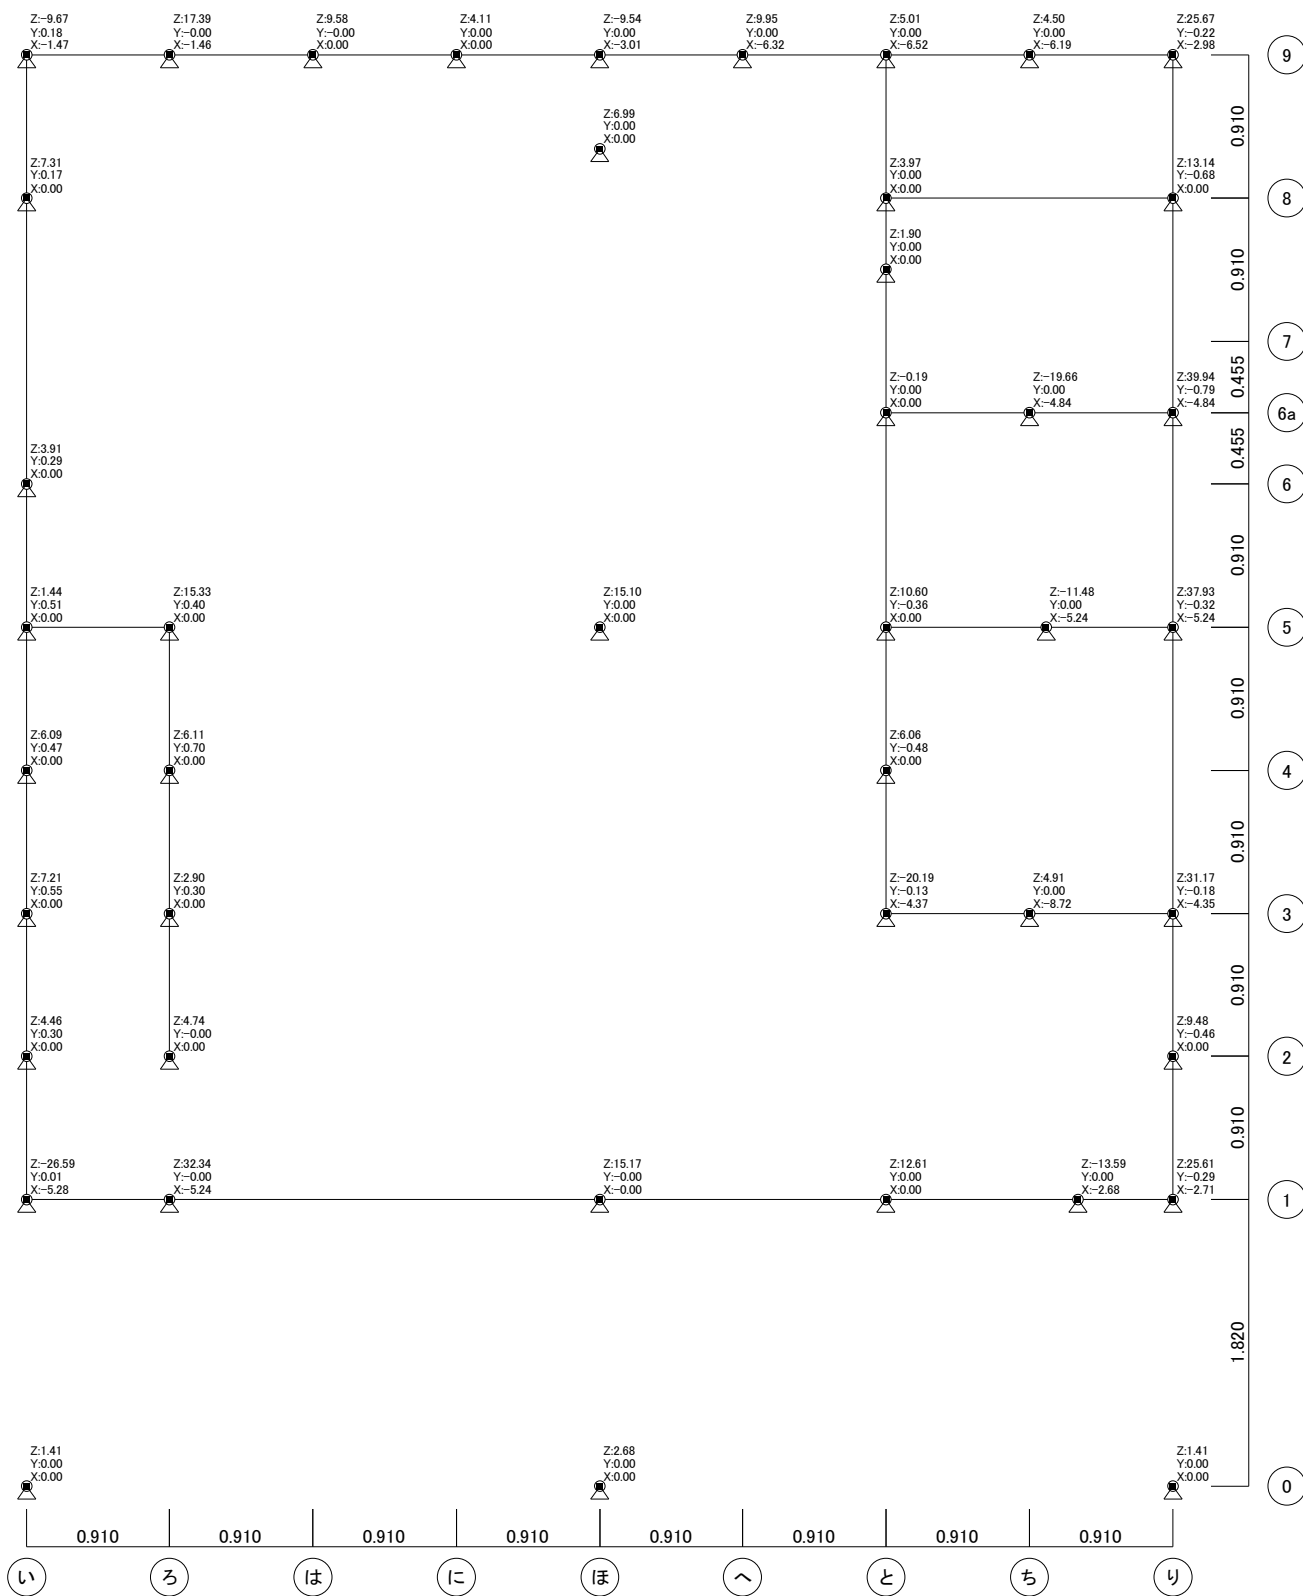 Z:-9.67
Y:0.18
X:-1.47
Z:17.39
Y:-0.00
X:-1.46
Z:9.58
Y:-0.00
X:0.00
Z:4.11
Y:0.00
X:0.00
Z:-9.54
Y:0.00
X:-3.01
Z:9.95
Y:0.00
X:-6.32
Z:5.01
Y:0.00
X:-6.52
Z:4.50
Y:0.00
X:-6.19
Z:25.67
Y:-0.22
X:-2.98
9
0.910
Z:6.99
Y:0.00
X:0.00
Z:7.31
Y:0.17
X:0.00
Z:3.97
Y:0.00
X:0.00
Z:13.14
Y:-0.68
X:0.00
8
Z:1.90
Y:0.00
X:0.00
0.910
7
0.455
Z:-0.19
Y:0.00
X:0.00
Z:-19.66
Y:0.00
X:-4.84
Z:39.94
Y:-0.79
X:-4.84
6a
0.455
Z:3.91
Y:0.29
X:0.00
6
0.910
Z:1.44
Y:0.51
X:0.00
Z:15.33
Y:0.40
X:0.00
Z:15.10
Y:0.00
X:0.00
Z:10.60
Y:-0.36
X:0.00
Z:-11.48
Y:0.00
X:-5.24
Z:37.93
Y:-0.32
X:-5.24
5
0.910
Z:6.09
Y:0.47
X:0.00
Z:6.11
Y:0.70
X:0.00
Z:6.06
Y:-0.48
X:0.00
4
0.910
Z:7.21
Y:0.55
X:0.00
Z:2.90
Y:0.30
X:0.00
Z:-20.19
Y:-0.13
X:-4.37
Z:4.91
Y:0.00
X:-8.72
Z:31.17
Y:-0.18
X:-4.35
3
0.910
Z:4.46
Y:0.30
X:0.00
Z:4.74
Y:-0.00
X:0.00
Z:9.48
Y:-0.46
X:0.00
2
0.910
Z:-26.59
Y:0.01
X:-5.28
Z:32.34
Y:-0.00
X:-5.24
Z:15.17
Y:-0.00
X:-0.00
Z:12.61
Y:0.00
X:0.00
Z:-13.59
Y:0.00
X:-2.68
Z:25.61
Y:-0.29
X:-2.71
1
1.820
Z:1.41
Y:0.00
X:0.00
Z:2.68
Y:0.00
X:0.00
Z:1.41
Y:0.00
X:0.00
0
0.910 0.910 0.910 0.910 0.910 0.910 0.910 0.910
い ろ は に ほ へ と ち り